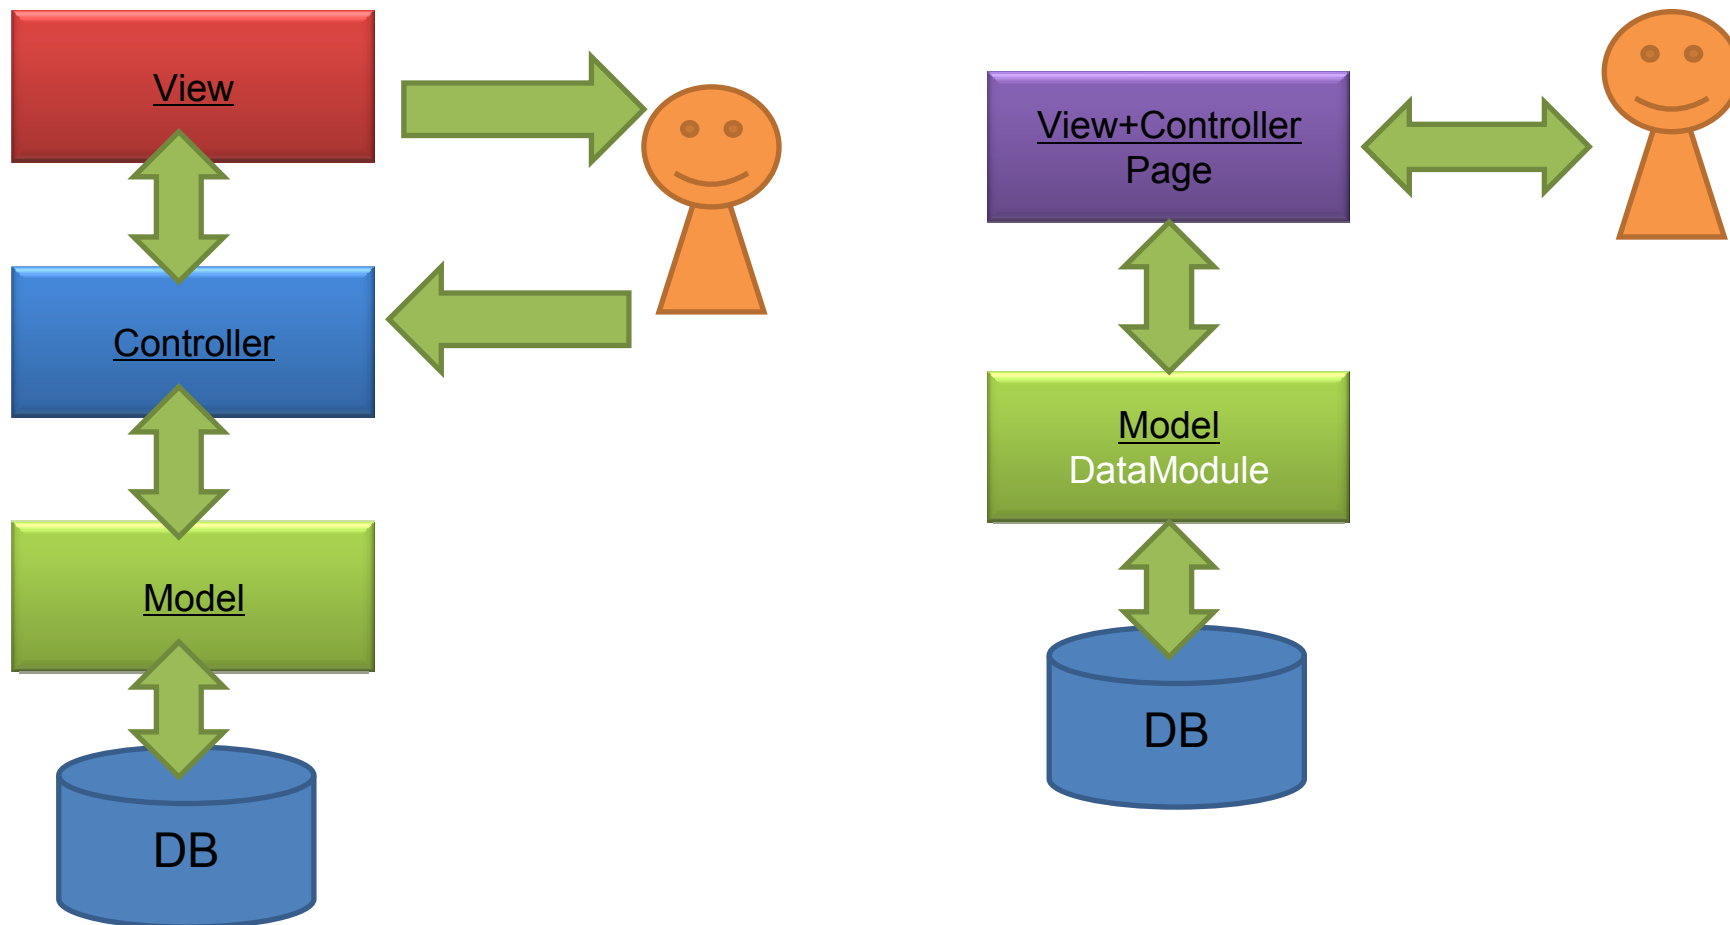 View
Controller
Model
DB
View+Controller
Page
Model
DataModule
DB